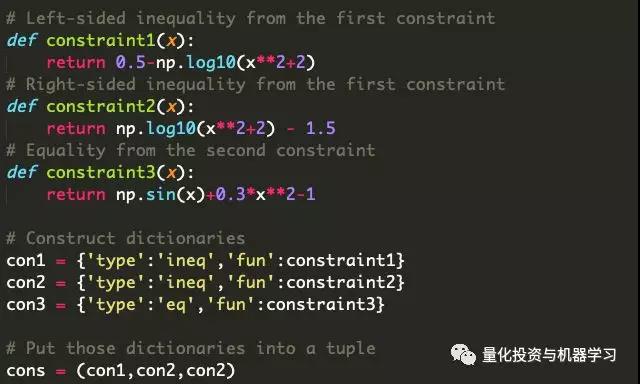 # Left-sided inequality from the first constraint
def constraint1(x):
    return 0.5-np.log10(x**2+2)
# Right-sided inequality from the first constraint
def constraint2(x):
    return np.log10(x**2+2) - 1.5
# Equality from the second constraint
def constraint3(x):
    return np.sin(x)+0.3*x**2-1

# Construct dictionaries
con1 = {'type':'ineq','fun':constraint1}
con2 = {'type':'ineq','fun':constraint2}
con3 = {'type':'eq','fun':constraint3}

# Put those dictionaries into a tuple
cons = (con1,con2,con2)
量化投资与机器学习